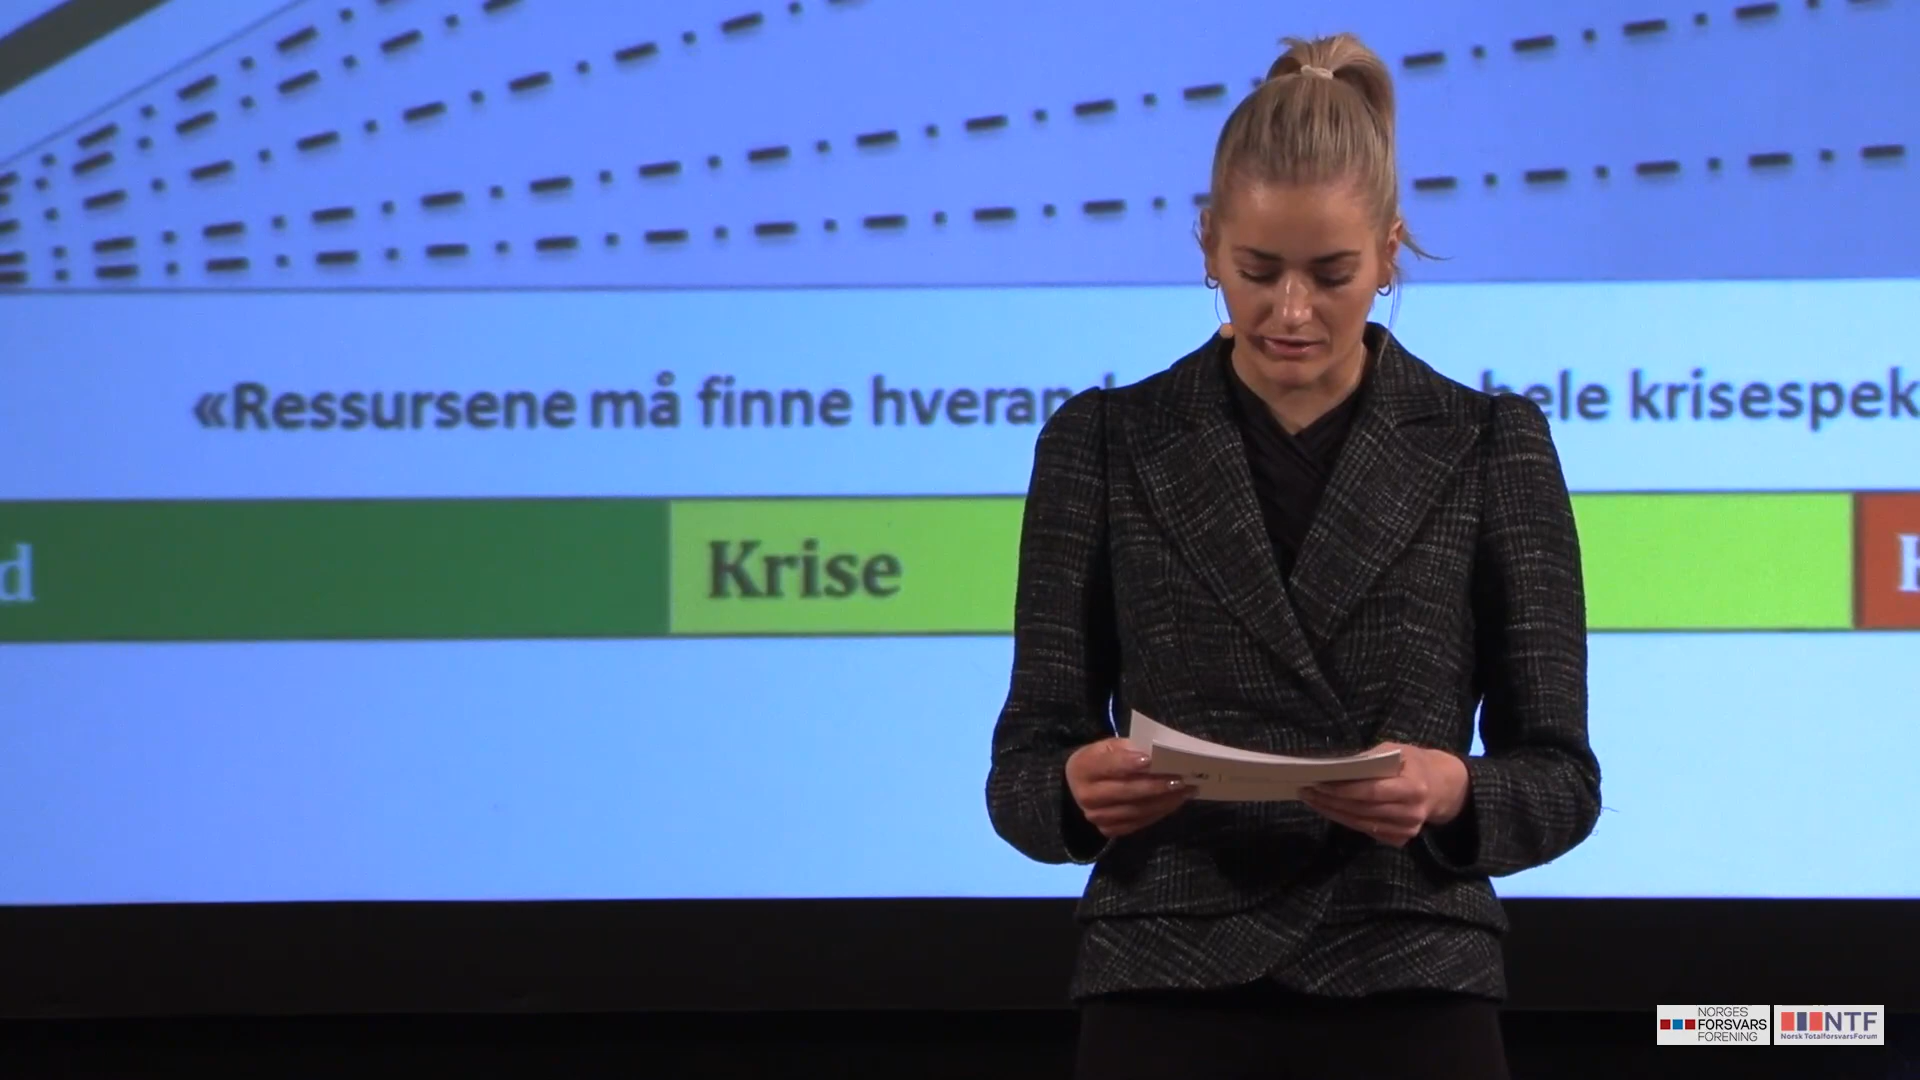 «Ressursene må finne hveran
hele krisespek
d
Krise
NORGES
FORSVARS
FORENING
NTF
Norsk TotalforsvarsForum